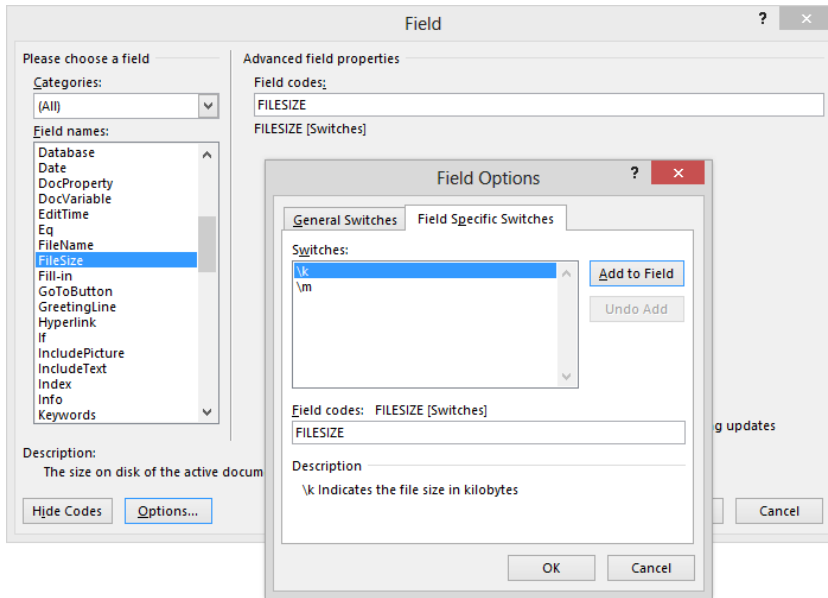 Field
?
Please choose a field
Categories:
(All)
Field names:
Database
Date
DocProperty
DocVariable
EditTime
Eq
FileName
FileSize
Fill-in
GoToButton
GreetingLine
Hyperlink
If
IncludePicture
IncludeText
Index
Info
Keywords
Description:
The size on disk of the active docum
Hide Codes
Options...
Advanced field properties
Field codes:
FILESIZE
FILESIZE [Switches]
g updates
Cancel
Field Options
?
General Switches
Field Specific Switches
Switches:
\k
\m
Add to Field
Undo Add
Field codes: FILESIZE [Switches]
FILESIZE
Description
\k Indicates the file size in kilobytes
OK
Cancel